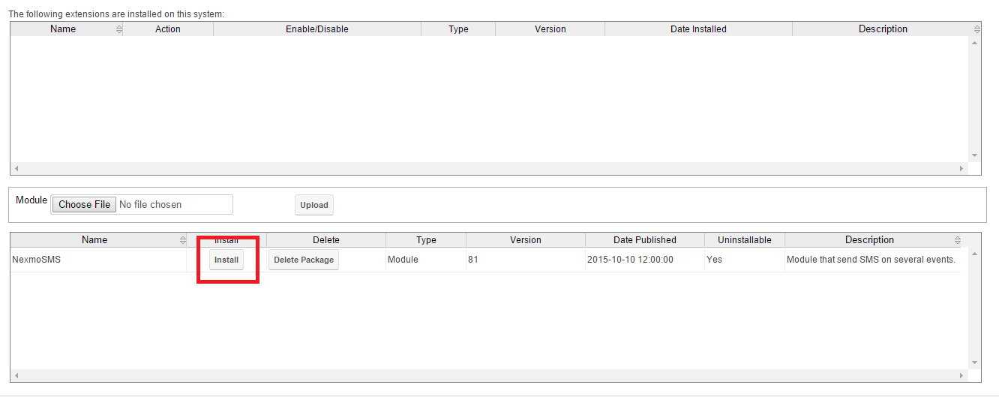 The following extensions are installed on this system:
Name Action Enable/Disable Type Version Date Installed Description
Module Choose File No file chosen Upload
Name Install Delete Type Version Date Published Uninstallable Description
NexmoSMS Install Delete Package Module 81 2015-10-10 12:00:00 Yes Module that send SMS on several events.